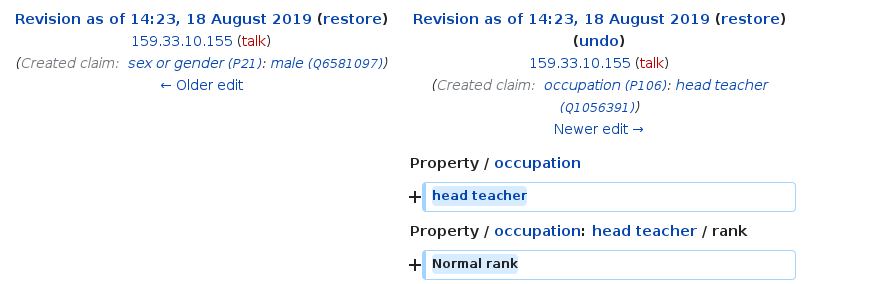 Revision as of 14:23, 18 August 2019 (restore)
159.33.10.155 (talk)
(Created claim: sex or gender (P21): male (Q6581097))
← Older edit
Revision as of 14:23, 18 August 2019 (restore)
(undo)
159.33.10.155 (talk)
(Created claim: occupation (P106): head teacher
(Q1056391))
Newer edit →
Property / occupation
+ head teacher
Property / occupation: head teacher / rank
+ Normal rank